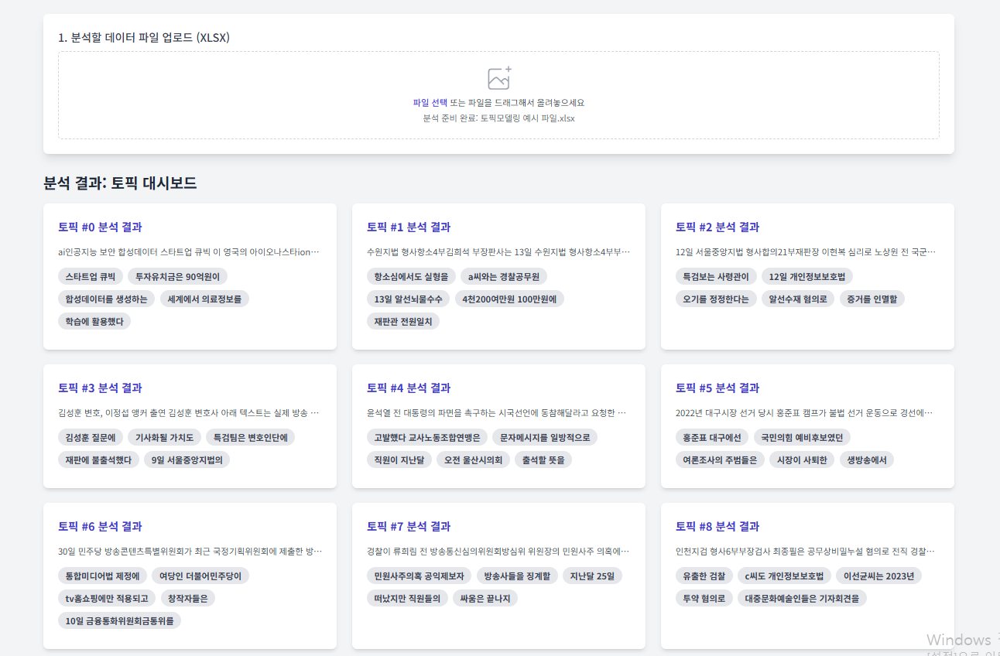 1. 분석할 데이터 파일 업로드 (XLSX)
파일 선택 또는 파일을 드래그해서 올려놓으세요
분석 준비 완료: 토픽모델링 예시 파일.xlsx
분석 결과: 토픽 대시보드
토픽 #0 분석 결과
ai인공지능 보안 합성데이터 스타트업 큐빅 이 영국의 아이오나스타ion…
스타트업 큐빅 투자유치금은 90억원이
합성데이터를 생성하는 세계에서 의료정보를
학습에 활용했다
토픽 #1 분석 결과
수원지법 형사항소4부김희석 부장판사는 13일 수원지법 형사항소4부부…
항소심에서도 실형을 a씨와는 경찰공무원
13일 알선뇌물수수 4천200여만원 100만원에
재판관 전원일치
토픽 #2 분석 결과
12일 서울중앙지법 형사합의21부재판장 이현복 심리로 노상원 전 국군…
특검보는 사령관이 12일 개인정보보호법
오기를 정정한다는 알선수재 혐의로 증거를 인멸할
토픽 #3 분석 결과
김성훈 변호, 이정섭 앵커 출연 김성훈 변호사 아래 텍스트는 실제 방송 …
김성훈 질문에 기사화될 가치도 특검팀은 변호인단에
재판에 불출석했다 9일 서울중앙지법의
토픽 #4 분석 결과
윤석열 전 대통령의 파면을 촉구하는 시국선언에 동참해달라고 요청한 …
고발했다 교사노동조합연맹은 문자메시지를 일방적으로
직원이 지난달 오전 울산시의회 출석할 뜻을
토픽 #5 분석 결과
2022년 대구시장 선거 당시 홍준표 캠프가 불법 선거 운동으로 경선에…
홍준표 대구에선 국민의힘 예비후보였던
여론조사의 주범들은 시장이 사퇴한 생방송에서
토픽 #6 분석 결과
30일 민주당 방송콘텐츠특별위원회가 최근 국정기획위원회에 제출한 방…
통합미디어법 제정에 여당인 더불어민주당이
tv홈쇼핑에만 적용되고 창작자들은
10일 금융통화위원회금통위를
토픽 #7 분석 결과
경찰이 류희림 전 방송통신심의위원회방심위 위원장의 민원사주 의혹에…
민원사주의혹 공익제보자 방송사들을 징계할 지난달 25일
떠났지만 직원들의 싸움은 끝나지
토픽 #8 분석 결과
인천지검 형사6부부장검사 최종필은 공무상비밀누설 혐의로 전직 경찰…
유출한 검찰 c씨도 개인정보보호법 이선균씨는 2023년
투약 혐의로 대중문화예술인들은 기자회견을
Windows